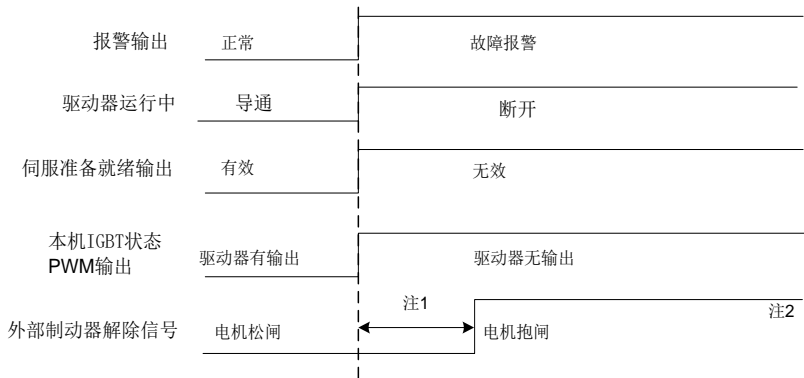 报警输出 正常 故障报警
驱动器运行中 导通 断开
伺服准备就绪输出 有效 无效
本机IGBT状态
PWM输出 驱动器有输出 驱动器无输出
注1 注2
外部制动器解除信号 电机松闸 电机抱闸